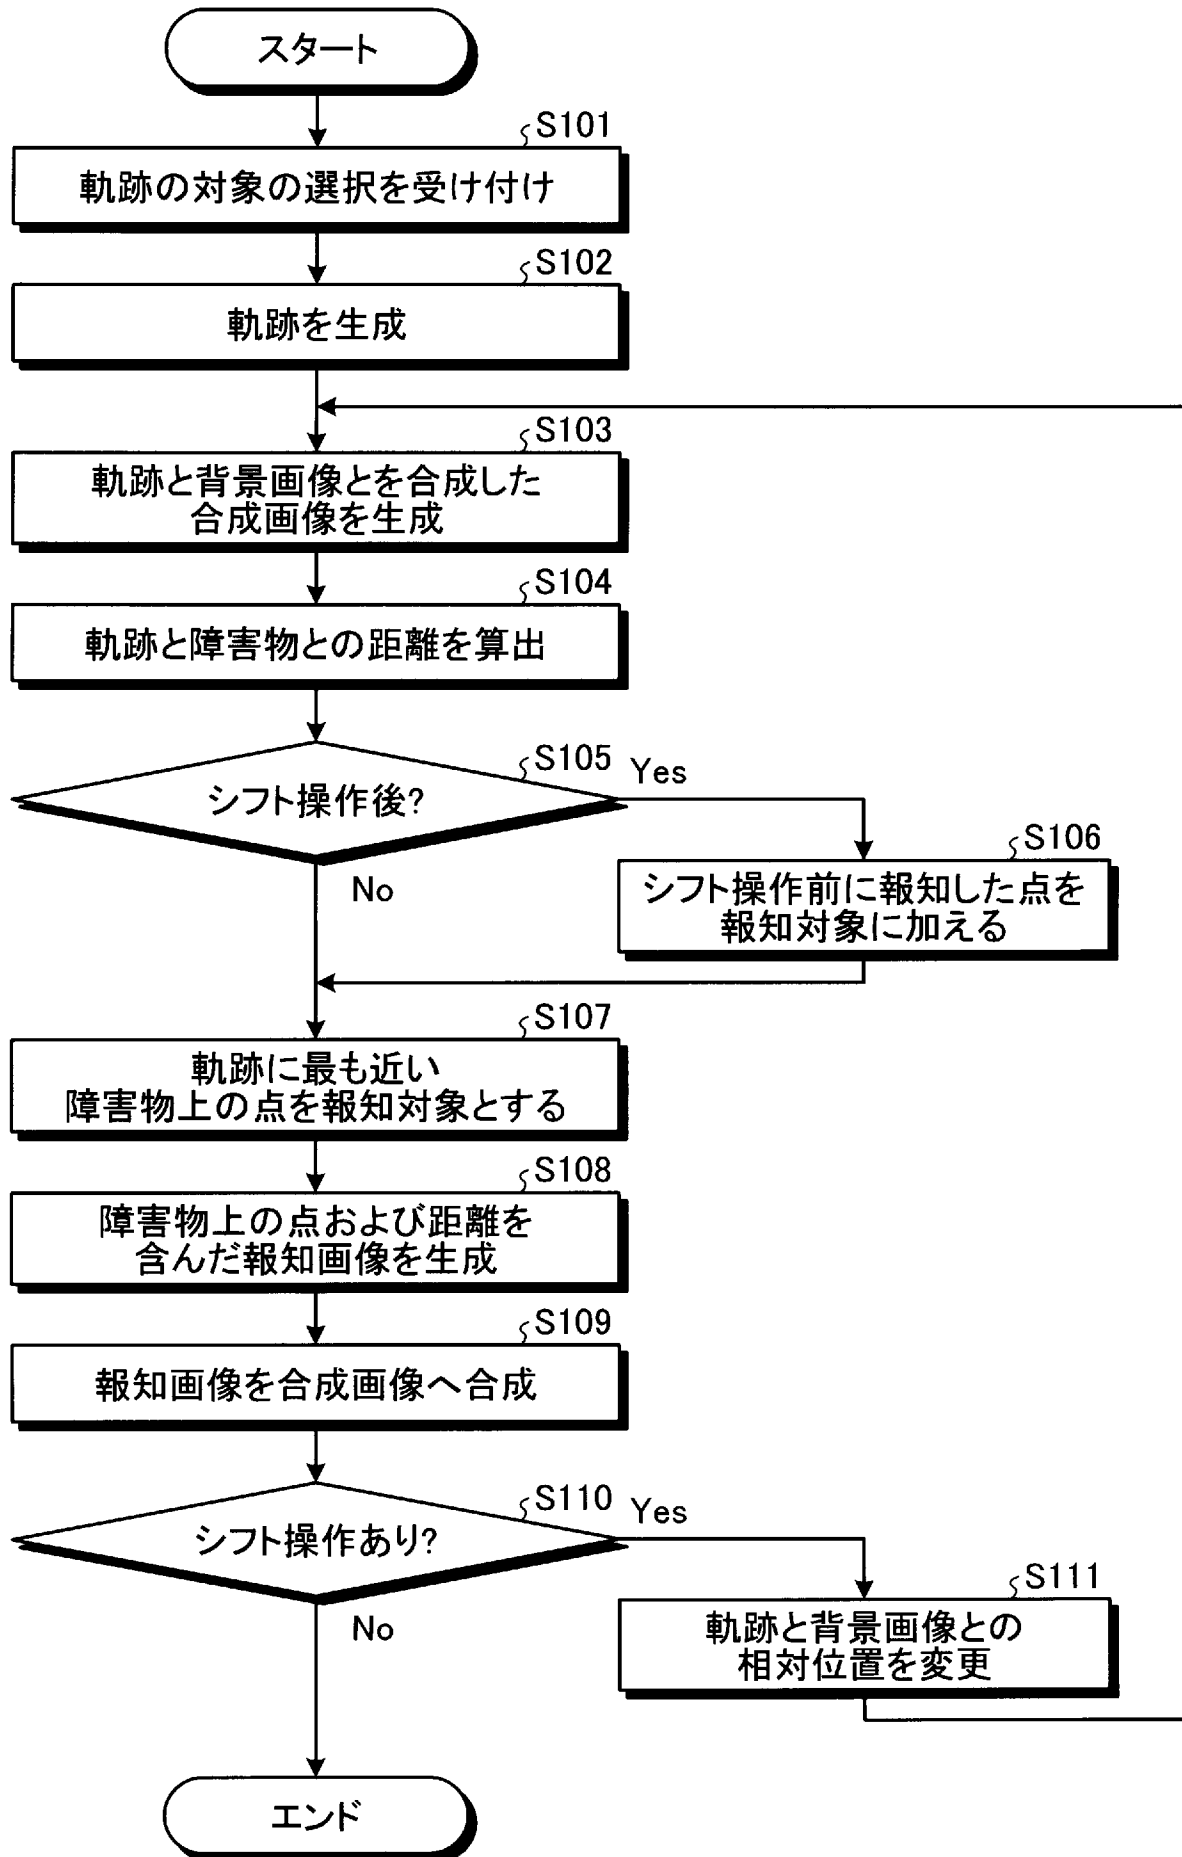 スタート
S101
軌跡の対象の選択を受け付け
S102
軌跡を生成
S103
軌跡と背景画像とを合成した
合成画像を生成
S104
軌跡と障害物との距離を算出
S105
シフト操作後?
Yes
No
S106
シフト操作前に報知した点を
報知対象に加える
S107
軌跡に最も近い
障害物上の点を報知対象とする
S108
障害物上の点および距離を
含んだ報知画像を生成
S109
報知画像を合成画像へ合成
S110
シフト操作あり?
Yes
No
S111
軌跡と背景画像との
相対位置を変更
エンド